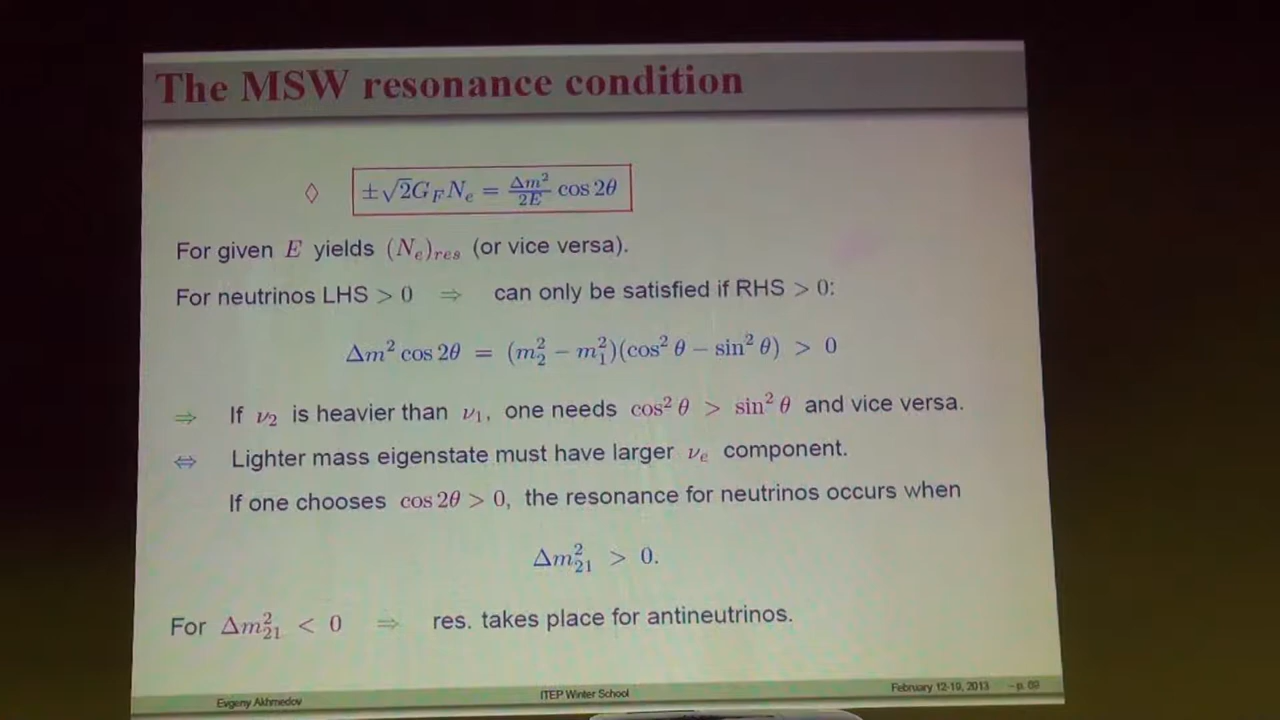 The MSW resonance condition
◊ ±√2G_F N_e = Δm²/2E cos 2θ
For given E yields (N_e)_res (or vice versa).
For neutrinos LHS > 0 ⇒ can only be satisfied if RHS > 0:
Δm² cos 2θ = (m₂² − m₁²)(cos² θ − sin² θ) > 0
⇒ If ν₂ is heavier than ν₁, one needs cos² θ > sin² θ and vice versa.
⇔ Lighter mass eigenstate must have larger ν_e component.
If one chooses cos 2θ > 0, the resonance for neutrinos occurs when
Δm²₂₁ > 0.
For Δm²₂₁ < 0 ⇒ res. takes place for antineutrinos.
Evgeny Akhmedov ITEP Winter School February 12-19, 2013 – p. 69